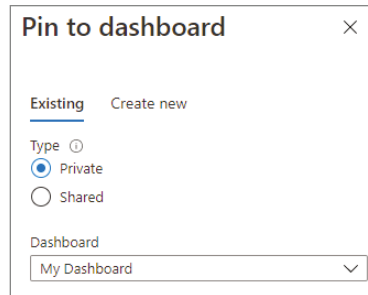 Pin to dashboard
Existing Create new
Type
Private
Shared
Dashboard
My Dashboard